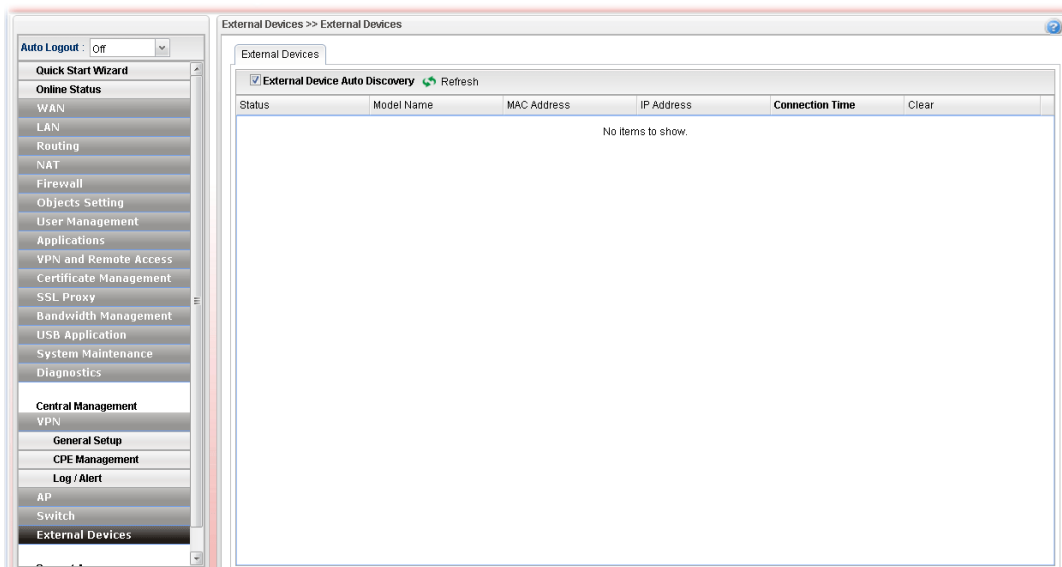 External Devices >> External Devices
Auto Logout : Off
Quick Start Wizard
Online Status
WAN
LAN
Routing
NAT
Firewall
Objects Setting
User Management
Applications
VPN and Remote Access
Certificate Management
SSL Proxy
Bandwidth Management
USB Application
System Maintenance
Diagnostics
Central Management
VPN
General Setup
CPE Management
Log / Alert
AP
Switch
External Devices
External Devices
External Device Auto Discovery Refresh
Status Model Name MAC Address IP Address Connection Time Clear
No items to show.